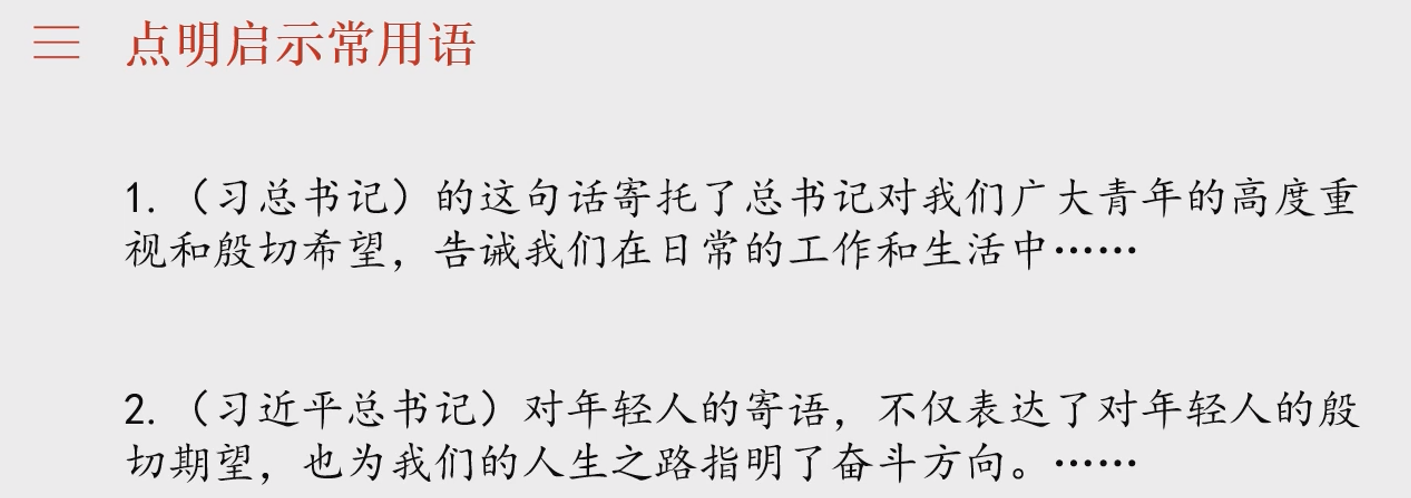 点明启示常用语
1.（习总书记）的这句话寄托了总书记对我们广大青年的高度重
视和殷切希望，告诫我们在日常的工作和生活中……
2.（习近平总书记）对年轻人的寄语，不仅表达了对年轻人的殷
切期望，也为我们的人生之路指明了奋斗方向。……